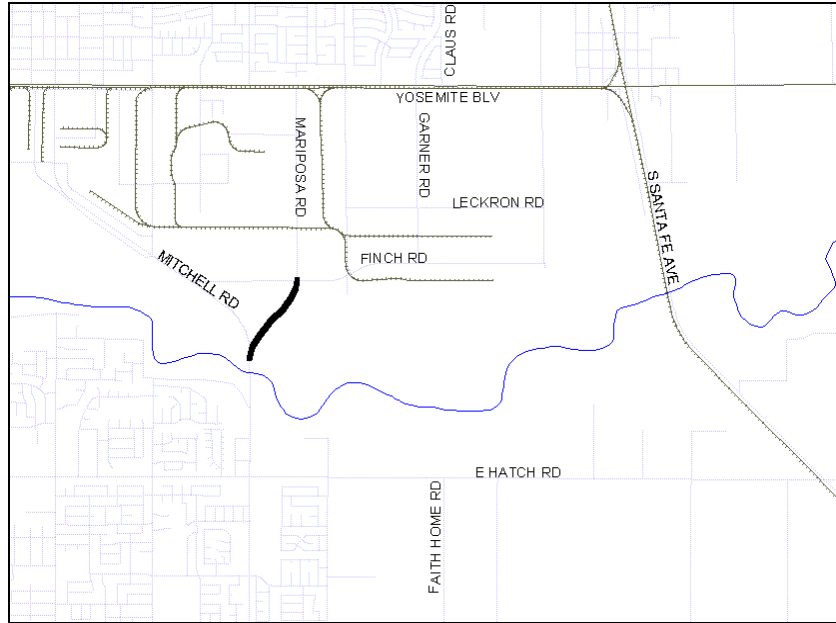 CLAUS RD
YOSEMITE BLV
MARIPOSA RD
GARNER RD
LECKRON RD
S SANTA FE AVE
FINCH RD
MITCHELL RD
E HATCH RD
FAITH HOME RD